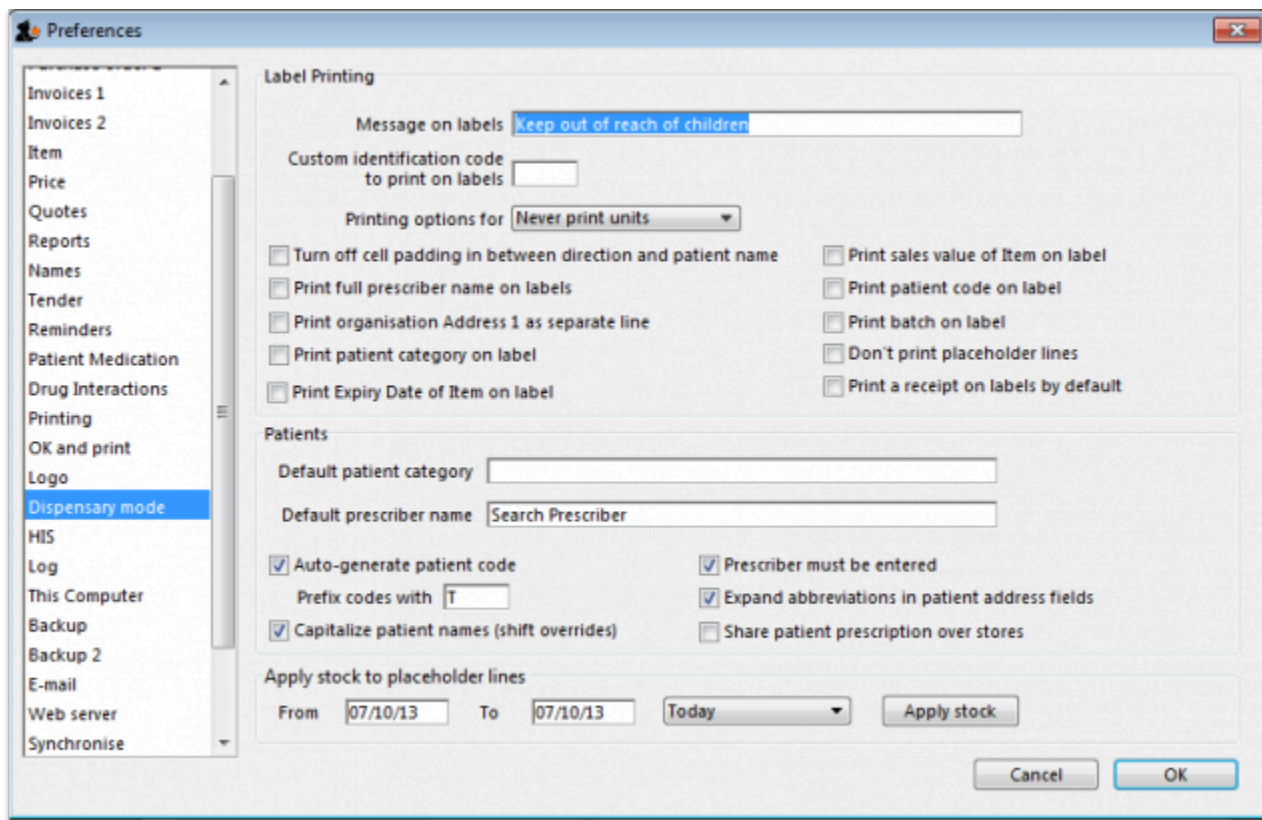 Preferences
Invoices 1
Invoices 2
Item
Price
Quotes
Reports
Names
Tender
Reminders
Patient Medication
Drug Interactions
Printing
OK and print
Logo
Dispensary mode
HIS
Log
This Computer
Backup
Backup 2
E-mail
Web server
Synchronise
Label Printing
Message on labels Keep out of reach of children
Custom identification code
to print on labels
Printing options for Never print units
Turn off cell padding in between direction and patient name
Print sales value of Item on label
Print full prescriber name on labels
Print patient code on label
Print organisation Address 1 as separate line
Print batch on label
Print patient category on label
Don't print placeholder lines
Print Expiry Date of Item on label
Print a receipt on labels by default
Patients
Default patient category
Default prescriber name Search Prescriber
Auto-generate patient code
Prescriber must be entered
Prefix codes with T
Expand abbreviations in patient address fields
Capitalize patient names (shift overrides)
Share patient prescription over stores
Apply stock to placeholder lines
From 07/10/13 To 07/10/13 Today Apply stock
Cancel OK